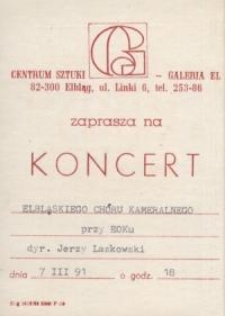 CENTRUM SZTUKI – GALERIA EL
82-300 Elbląg, ul. Linki 6, tel. 253-86
zaprasza na
KONCERT
ELBLĄSKIEGO CHÓRU KAMERALNEGO
przy EOKu
dyr. Jerzy Laskowski
dnia 7 III 91 o godz. 18